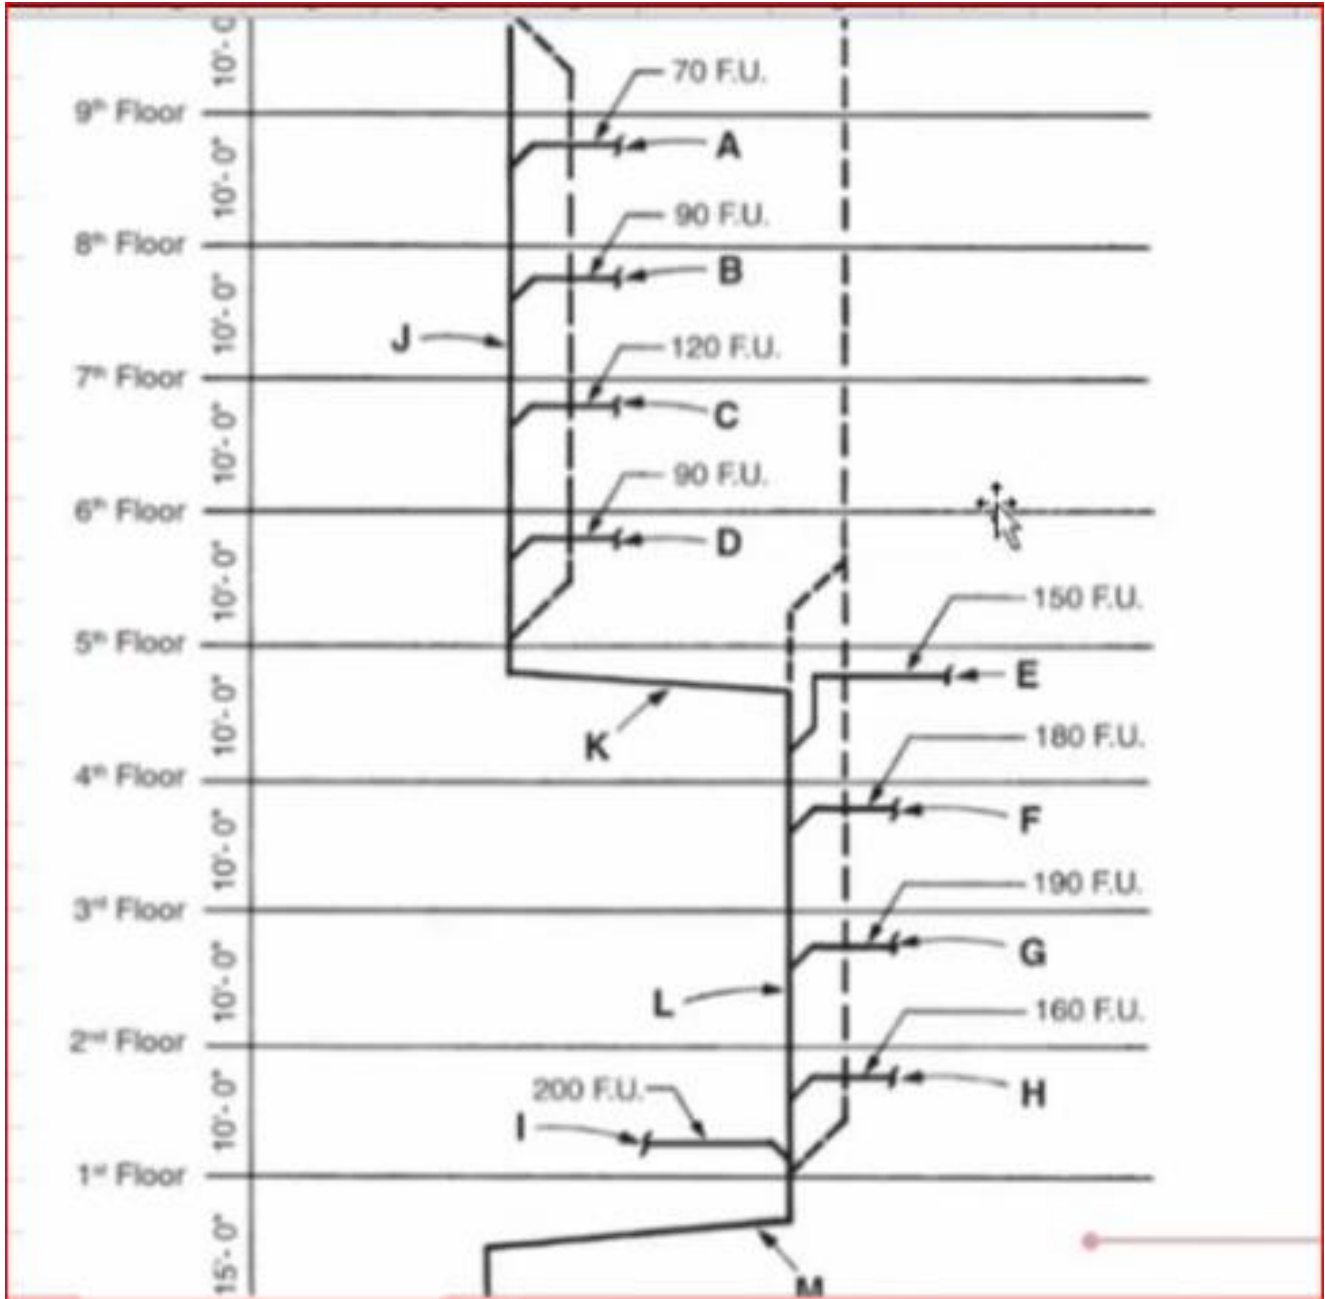 10'- 0
70 F.U.
9th Floor
A
10'- 0"
90 F.U.
8th Floor
B
10'- 0"
J
120 F.U.
7th Floor
C
10'- 0"
90 F.U.
6th Floor
D
10'- 0"
150 F.U.
5th Floor
E
10'- 0"
K
180 F.U.
4th Floor
F
10'- 0"
190 F.U.
3rd Floor
G
10'- 0"
L
160 F.U.
2nd Floor
200 F.U.
H
10'- 0"
I
1st Floor
15'- 0"
M